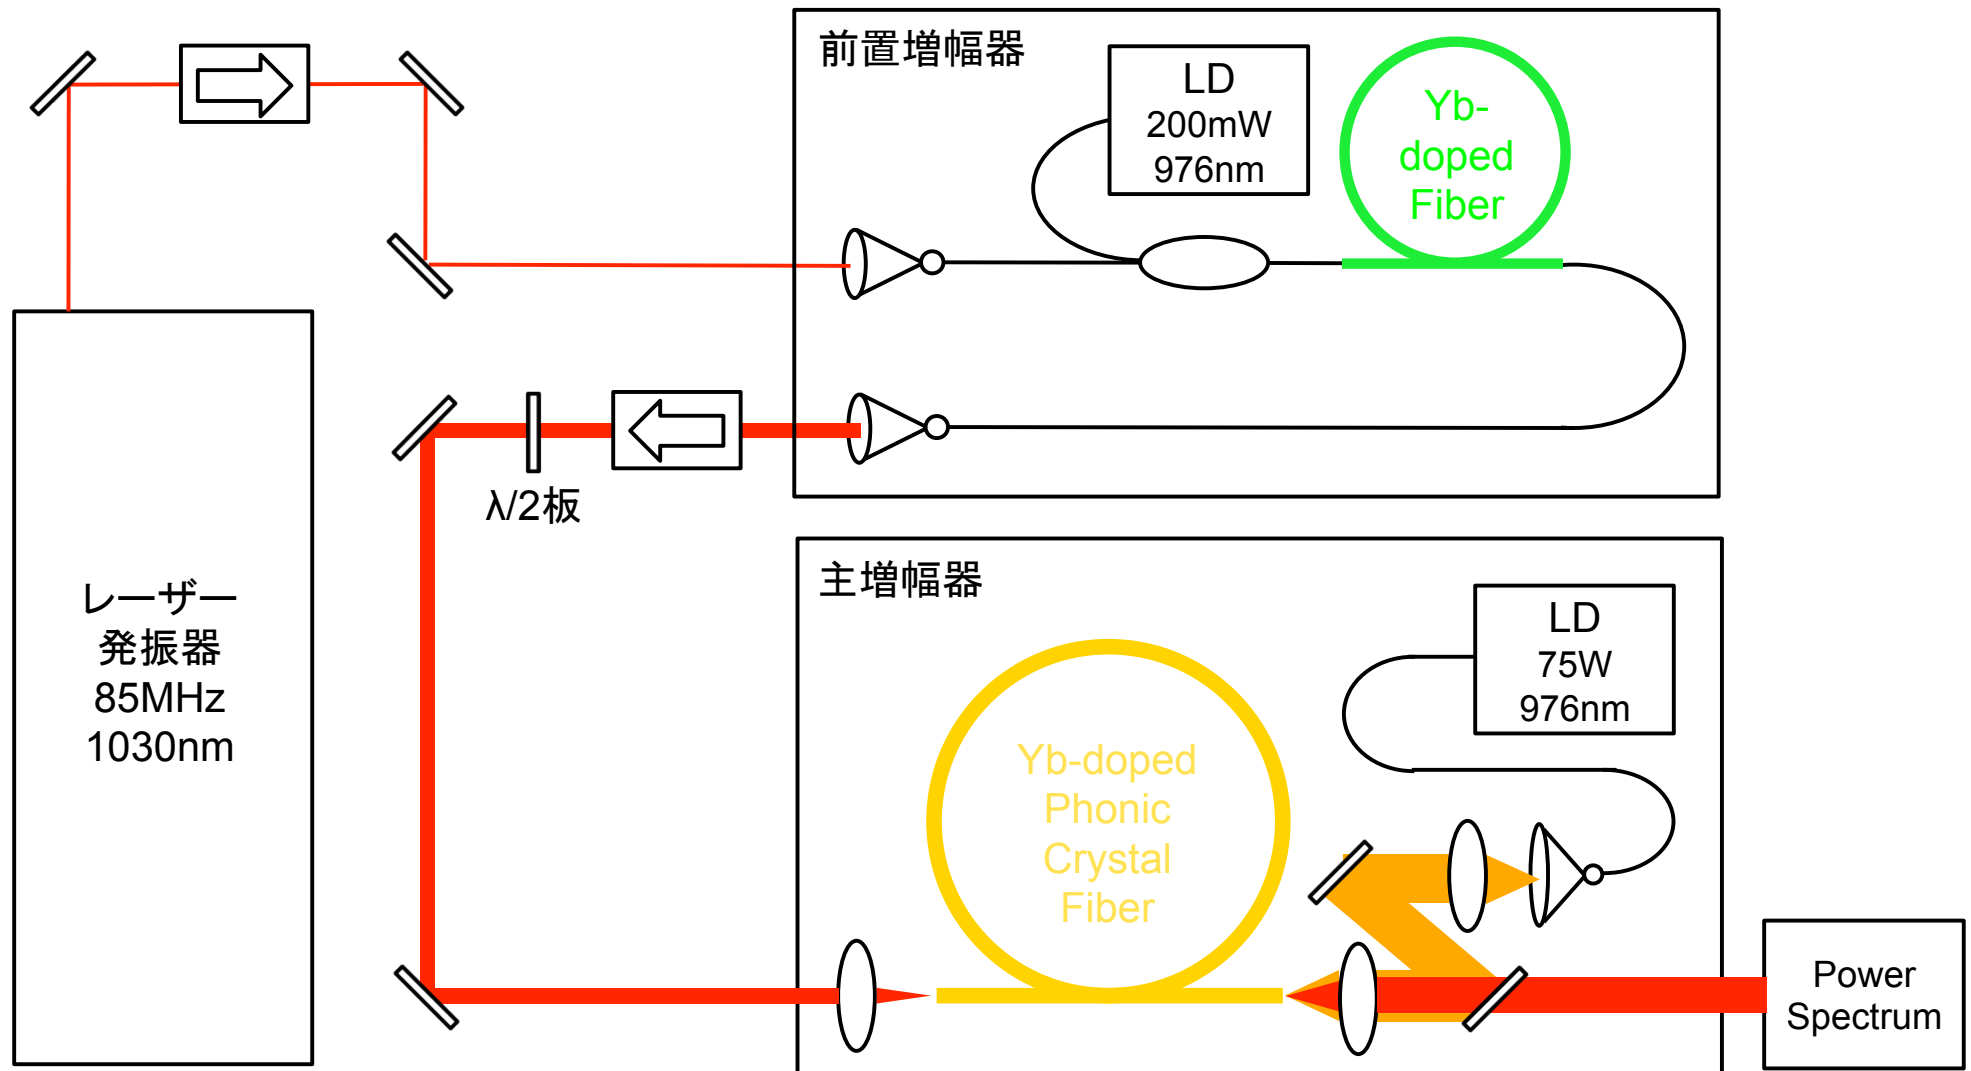 前置増幅器
LD
200mW
976nm
Yb-
doped
Fiber
λ/2板
レーザー
発振器
85MHz
1030nm
主増幅器
LD
75W
976nm
Yb-doped
Phonic
Crystal
Fiber
Power
Spectrum